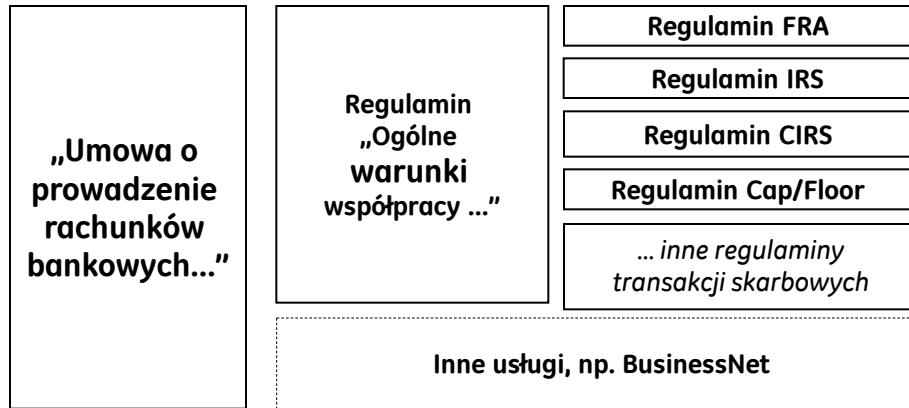 „Umowa o
prowadzenie
rachunków
bankowych...”
Regulamin
„Ogólne
warunki
współpracy ...”
Regulamin FRA
Regulamin IRS
Regulamin CIRS
Regulamin Cap/Floor
... inne regulaminy
transakcji skarbowych
Inne usługi, np. BusinessNet